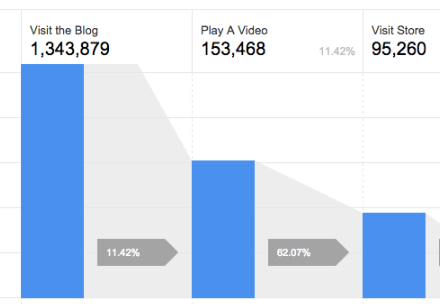 Visit the Blog
1,343,879
Play A Video
153,468
11.42%
Visit Store
95,260
11.42%
62.07%